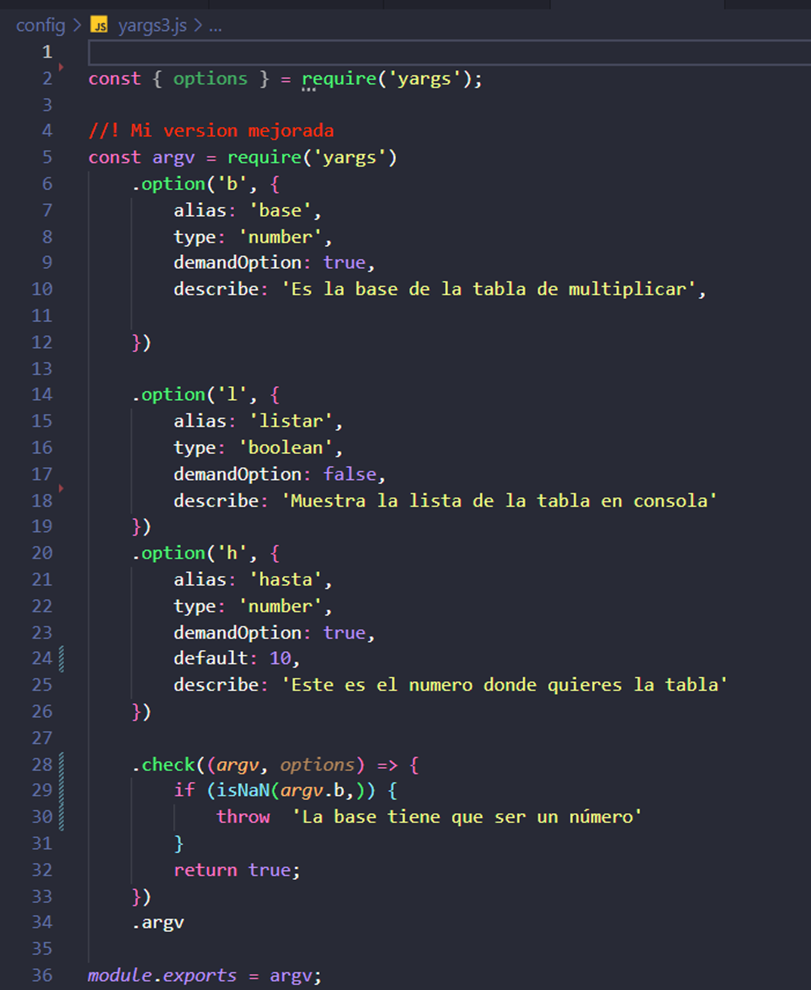 config > JS yargs3.js > ...
1
2 const { options } = require('yargs');
3
4 //! Mi version mejorada
5 const argv = require('yargs')
6 .option('b', {
7 alias: 'base',
8 type: 'number',
9 demandOption: true,
10 describe: 'Es la base de la tabla de multiplicar',
11
12 })
13
14 .option('l', {
15 alias: 'listar',
16 type: 'boolean',
17 demandOption: false,
18 describe: 'Muestra la lista de la tabla en consola'
19 })
20 .option('h', {
21 alias: 'hasta',
22 type: 'number',
23 demandOption: true,
24 default: 10,
25 describe: 'Este es el numero donde quieres la tabla'
26 })
27
28 .check((argv, options) => {
29 if (isNaN(argv.b,)) {
30 throw  'La base tiene que ser un número'
31 }
32 return true;
33 })
34 .argv
35
36 module.exports = argv;